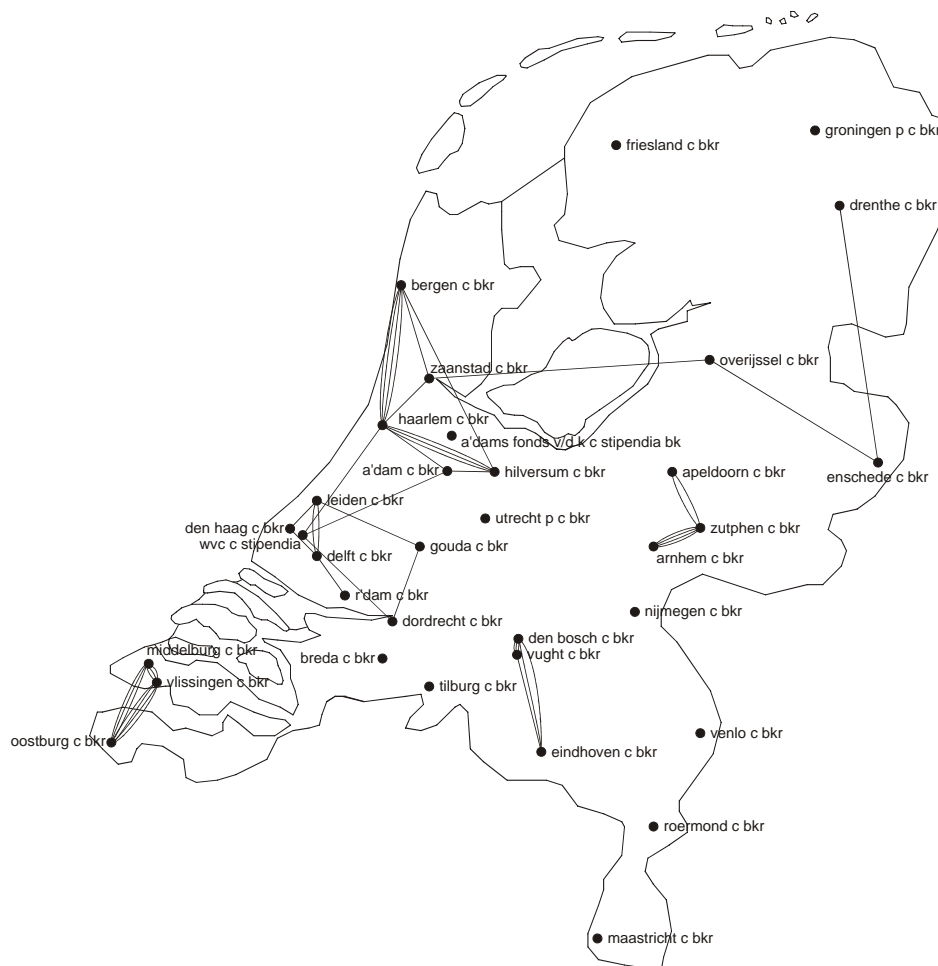 groningen p c bkr
friesland c bkr
drenthe c bkr
bergen c bkr
overijssel c bkr
zaanstad c bkr
haarlem c bkr
a'dams fonds v/d k c stipendia bk
a'dam c bkr
hilversum c bkr
apeldoorn c bkr
enschede c bkr
leiden c bkr
utrecht p c bkr
den haag c bkr
zutphen c bkr
wvc c stipendia
gouda c bkr
delft c bkr
arnhem c bkr
r'dam c bkr
nijmegen c bkr
dordrecht c bkr
den bosch c bkr
middelburg c bkr
vught c bkr
breda c bkr
vlissingen c bkr
tilburg c bkr
venlo c bkr
oostburg c bkr
eindhoven c bkr
roermond c bkr
maastricht c bkr